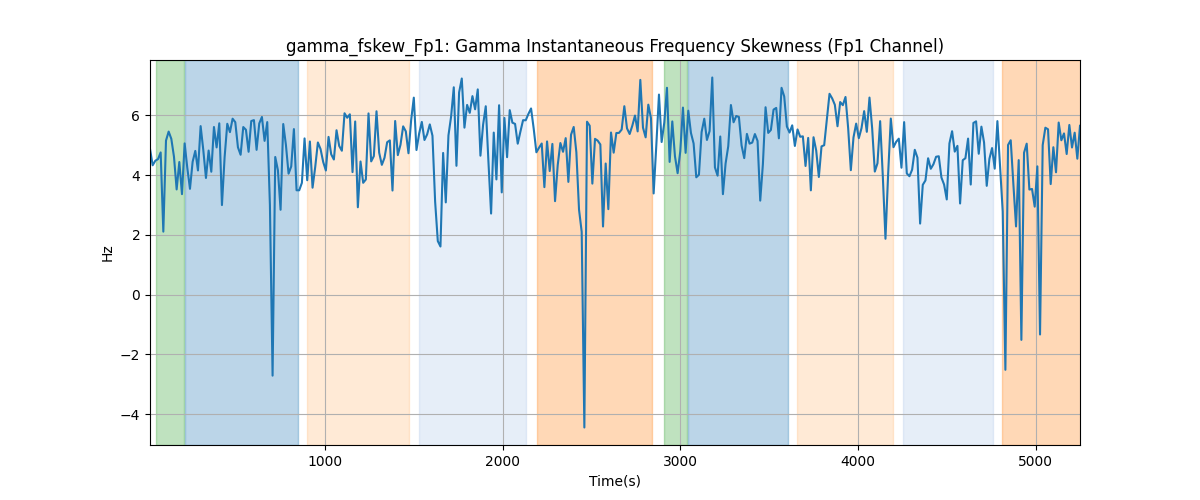 gamma_fskew_Fp1: Gamma Instantaneous Frequency Skewness (Fp1 Channel)
6
4
2
0
−2
−4
Hz
1000 2000 3000 4000 5000
Time(s)